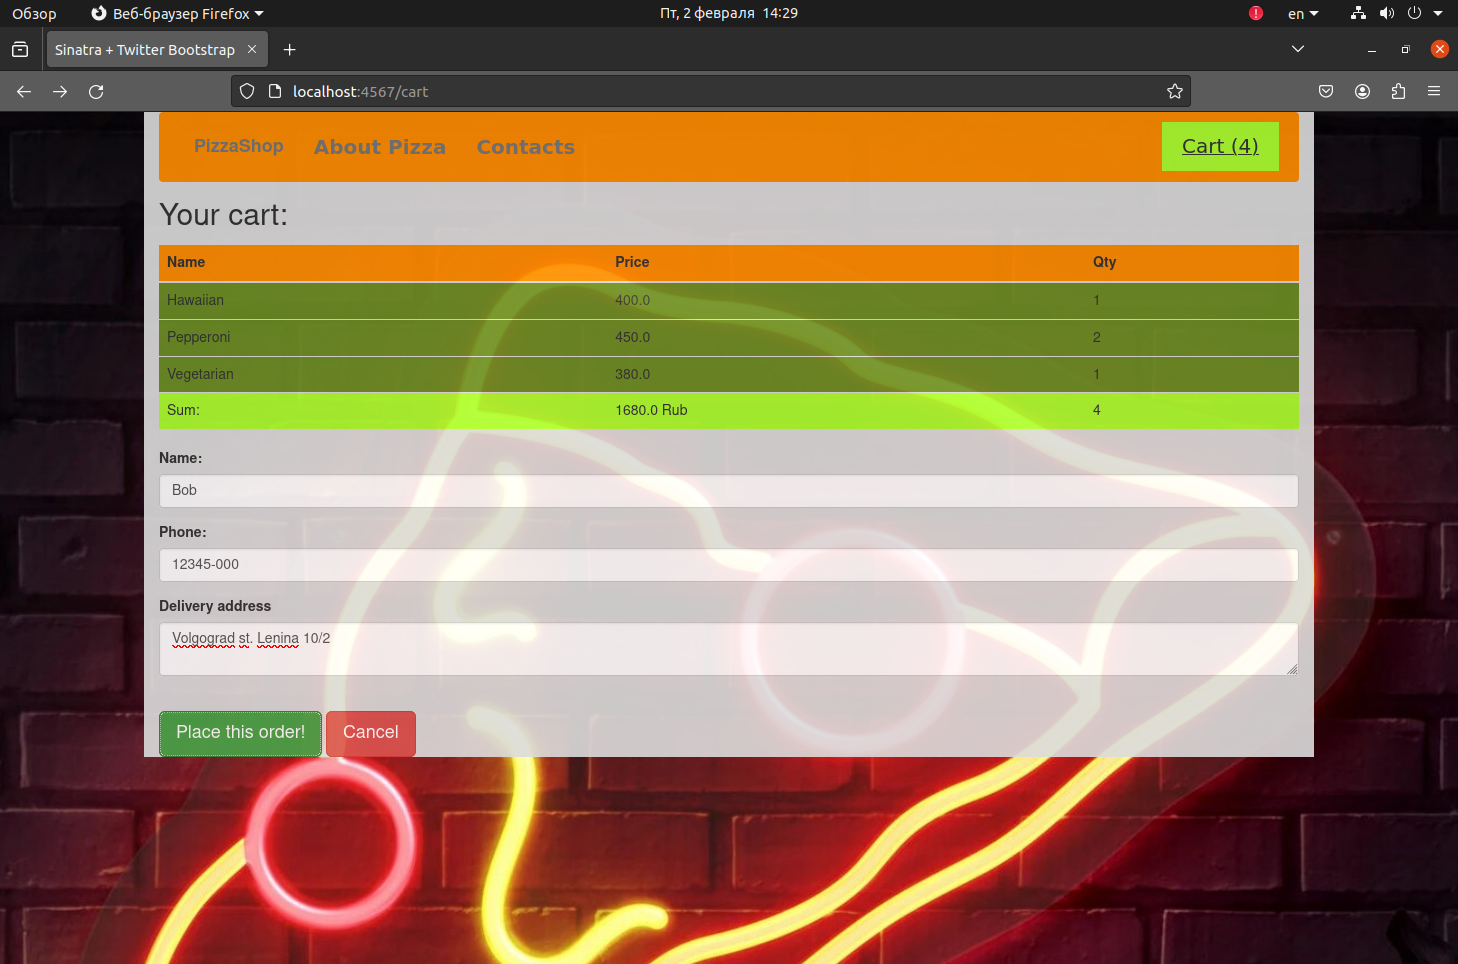 Обзор Веб-браузер Firefox Пт, 2 февраля 14:29 en
Sinatra + Twitter Bootstrap
localhost:4567/cart
PizzaShop About Pizza Contacts Cart (4)
Your cart:
Name Price Qty
Hawaiian 400.0 1
Pepperoni 450.0 2
Vegetarian 380.0 1
Sum: 1680.0 Rub 4
Name:
Bob
Phone:
12345-000
Delivery address
Volgograd st. Lenina 10/2
Place this order! Cancel